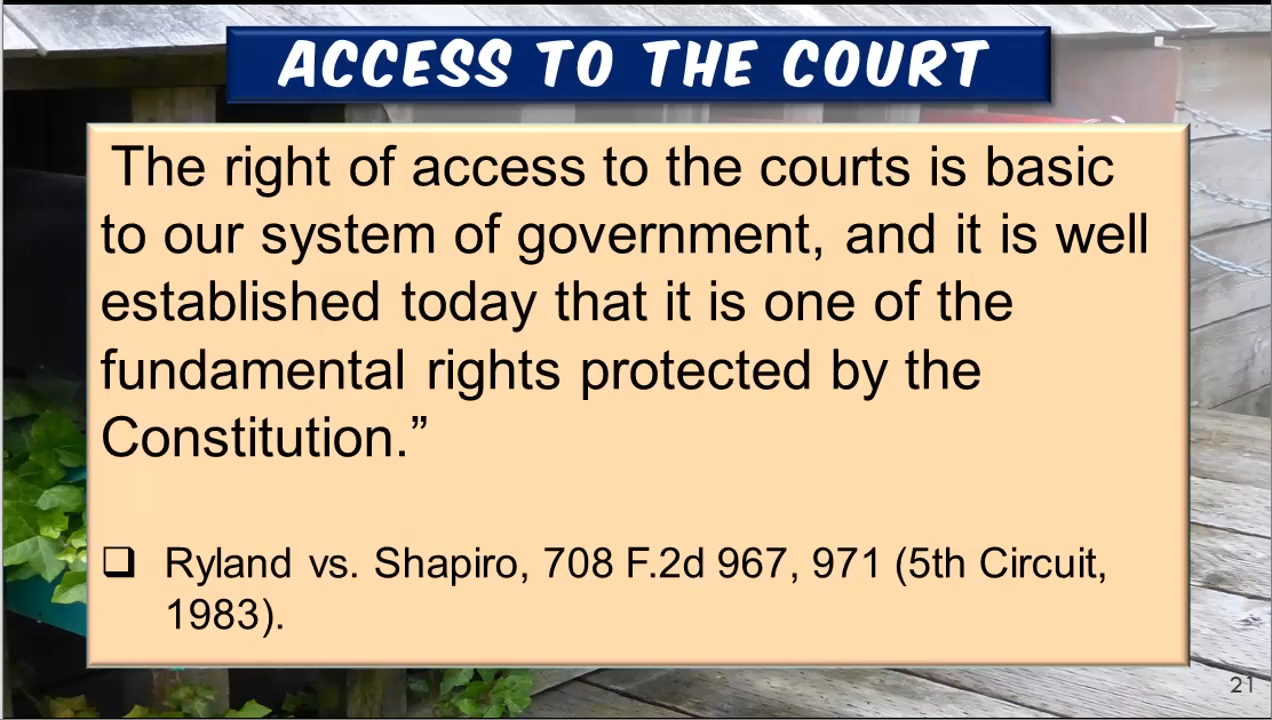 ACCESS TO THE COURT
The right of access to the courts is basic
to our system of government, and it is well
established today that it is one of the
fundamental rights protected by the
Constitution.”
❑ Ryland vs. Shapiro, 708 F.2d 967, 971 (5th Circuit,
1983).
21